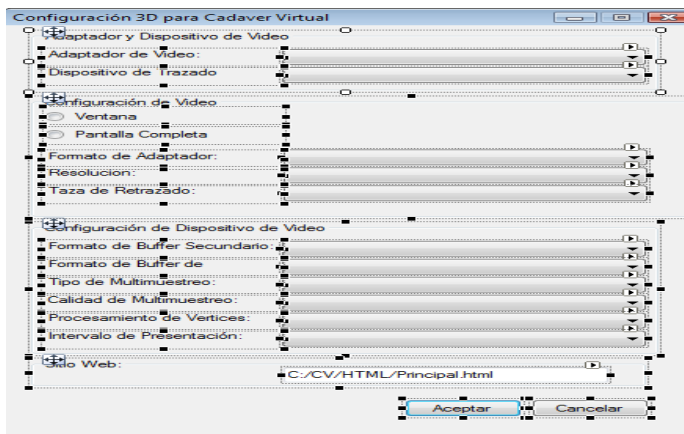 Configuración 3D para Cadaver Virtual
Adaptador y Dispositivo de Video
Adaptador de Video:
Dispositivo de Trazado
Configuración de Video
Ventana
Pantalla Completa
Formato de Adaptador:
Resolucion:
Taza de Retrazado:
Configuración de Dispositivo de Video
Formato de Buffer Secundario:
Formato de Buffer de
Tipo de Multimuestreo:
Calidad de Multimuestreo:
Procesamiento de Vertices:
Intervalo de Presentación:
Sitio Web:
C:/CV/HTML/Principal.html
Aceptar Cancelar